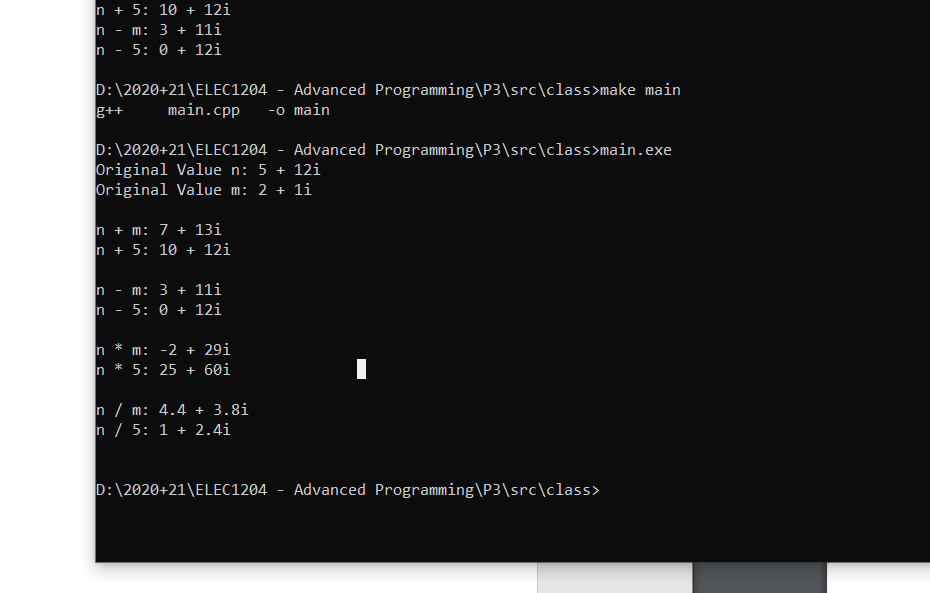 n + 5: 10 + 12i
n - m: 3 + 11i
n - 5: 0 + 12i
D:\2020+21\ELEC1204 - Advanced Programming\P3\src\class>make main
g++     main.cpp   -o main
D:\2020+21\ELEC1204 - Advanced Programming\P3\src\class>main.exe
Original Value n: 5 + 12i
Original Value m: 2 + 1i
n + m: 7 + 13i
n + 5: 10 + 12i
n - m: 3 + 11i
n - 5: 0 + 12i
n * m: -2 + 29i
n * 5: 25 + 60i
n / m: 4.4 + 3.8i
n / 5: 1 + 2.4i
D:\2020+21\ELEC1204 - Advanced Programming\P3\src\class>